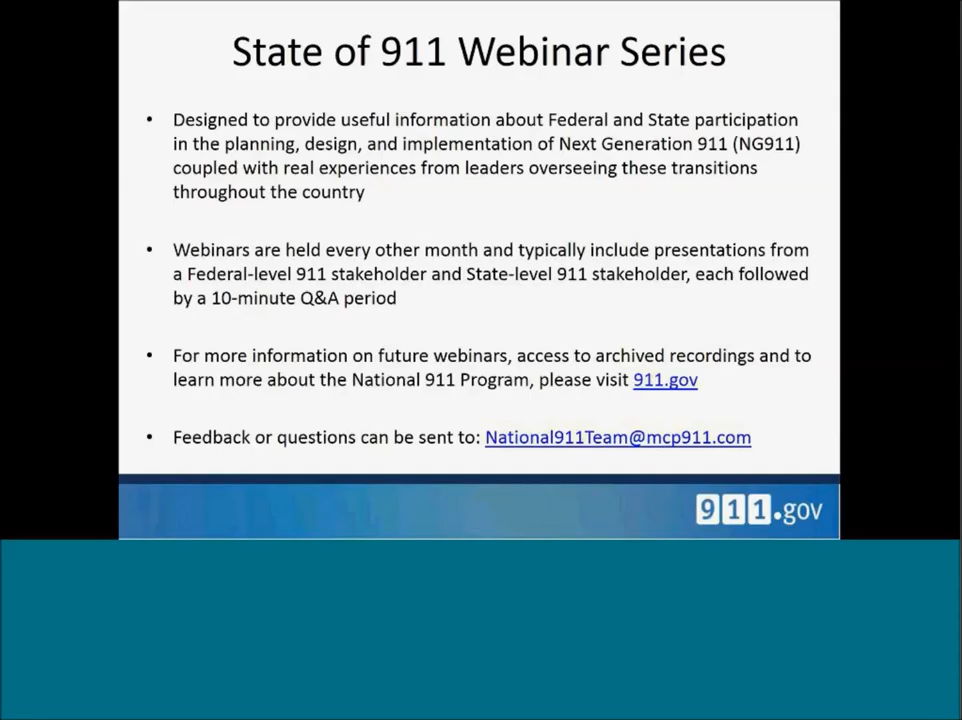 State of 911 Webinar Series
• Designed to provide useful information about Federal and State participation
in the planning, design, and implementation of Next Generation 911 (NG911)
coupled with real experiences from leaders overseeing these transitions
throughout the country
• Webinars are held every other month and typically include presentations from
a Federal-level 911 stakeholder and State-level 911 stakeholder, each followed
by a 10-minute Q&A period
• For more information on future webinars, access to archived recordings and to
learn more about the National 911 Program, please visit 911.gov
• Feedback or questions can be sent to: National911Team@mcp911.com
911.gov